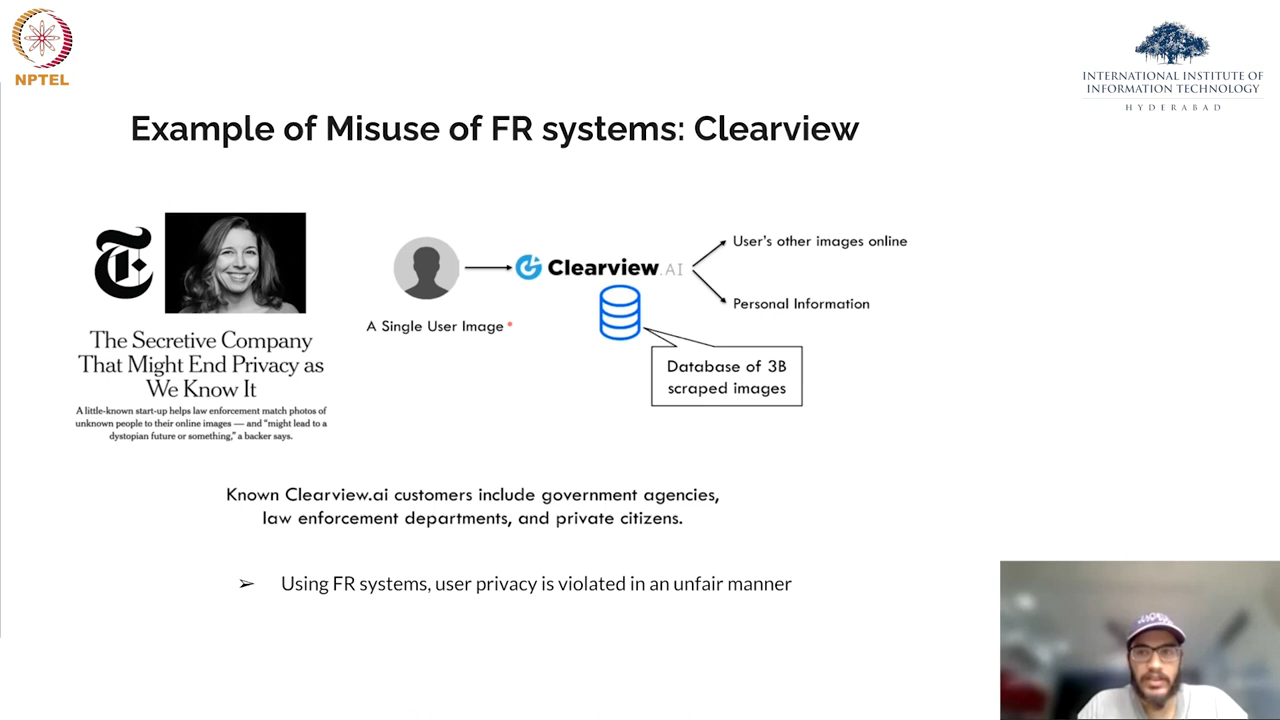 NPTEL
INTERNATIONAL INSTITUTE OF
INFORMATION TECHNOLOGY
HYDERABAD
Example of Misuse of FR systems: Clearview
T
The Secretive Company
That Might End Privacy as
We Know It
A little-known start-up helps law enforcement match photos of
unknown people to their online images — and "might lead to a
dystopian future or something," a backer says.
A Single User Image
Clearview.AI
User's other images online
Personal Information
Database of 3B
scraped images
Known Clearview.ai customers include government agencies,
law enforcement departments, and private citizens.
➢ Using FR systems, user privacy is violated in an unfair manner